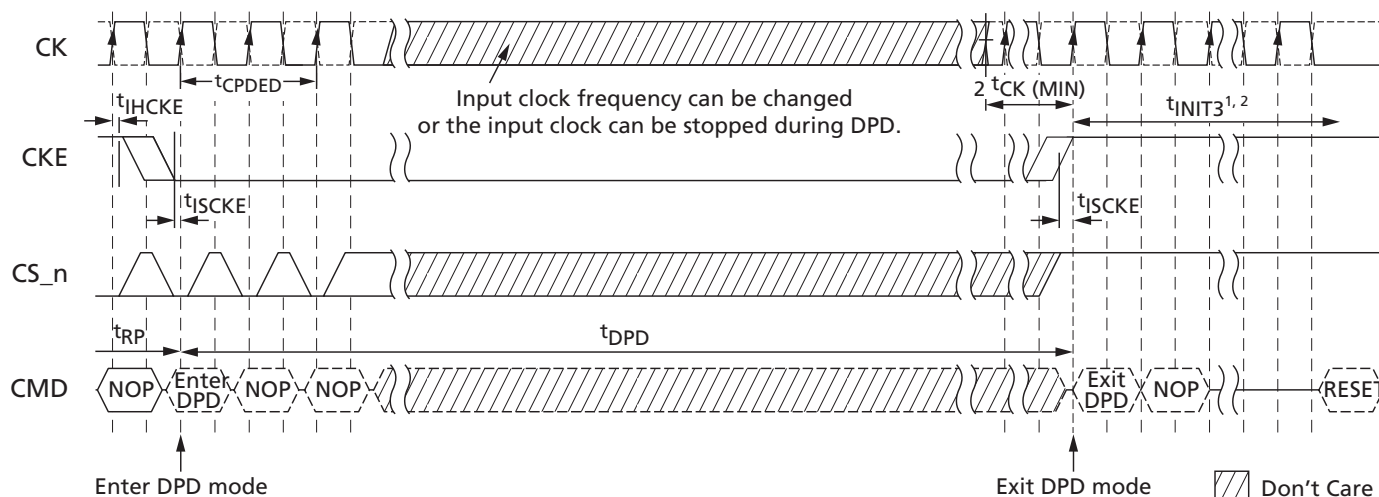 CK
tCPDED
2 tCK (MIN)
tIHCKE
Input clock frequency can be changed
or the input clock can be stopped during DPD.
tINIT3 1, 2
CKE
tISCKE
tISCKE
CS_n
tRP
tDPD
CMD
NOP
Enter
DPD
NOP
NOP
Exit
DPD
NOP
RESET
Enter DPD mode
Exit DPD mode
Don't Care